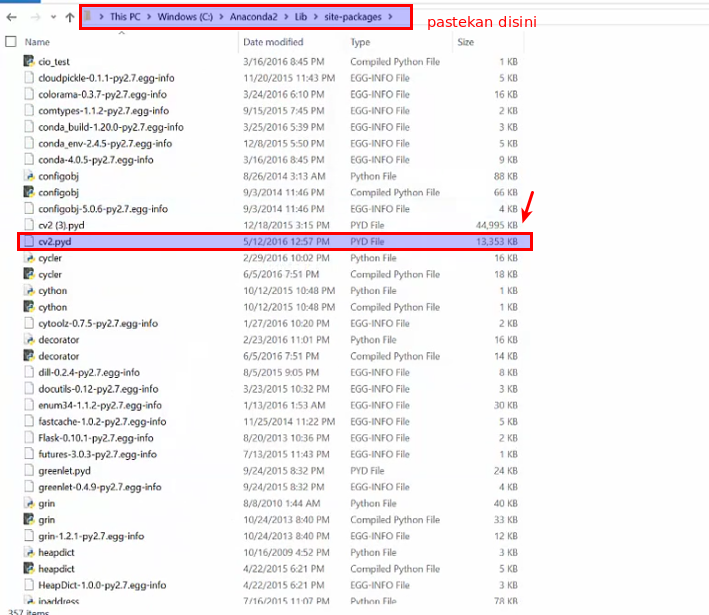 This PC > Windows (C:) > Anaconda2 > Lib > site-packages >
pastekan disini
Name Date modified Type Size
cio_test 3/16/2016 8:45 PM Compiled Python File 1 KB
cloudpickle-0.1.1-py2.7.egg-info 11/20/2015 11:43 PM EGG-INFO File 5 KB
colorama-0.3.7-py2.7.egg-info 3/24/2016 6:10 PM EGG-INFO File 16 KB
comtypes-1.1.2-py2.7.egg-info 9/15/2015 7:45 PM EGG-INFO File 2 KB
conda_build-1.20.0-py2.7.egg-info 3/25/2016 5:39 PM EGG-INFO File 3 KB
conda_env-2.4.5-py2.7.egg-info 12/8/2015 5:50 PM EGG-INFO File 5 KB
conda-4.0.5-py2.7.egg-info 3/16/2016 8:45 PM EGG-INFO File 9 KB
configobj 8/26/2014 3:13 AM Python File 88 KB
configobj 9/3/2014 11:46 PM Compiled Python File 66 KB
configobj-5.0.6-py2.7.egg-info 9/3/2014 11:46 PM EGG-INFO File 4 KB
cv2 (3).pyd 12/18/2015 3:15 PM PYD File 44,995 KB
cv2.pyd 5/12/2016 12:57 PM PYD File 13,353 KB
cycler 2/29/2016 10:02 PM Python File 16 KB
cycler 6/5/2016 7:51 PM Compiled Python File 18 KB
cython 10/12/2015 10:48 PM Python File 1 KB
cython 10/12/2015 10:48 PM Compiled Python File 1 KB
cytoolz-0.7.5-py2.7.egg-info 1/27/2016 10:20 PM EGG-INFO File 2 KB
decorator 2/23/2016 11:01 PM Python File 16 KB
decorator 6/5/2016 7:51 PM Compiled Python File 14 KB
dill-0.2.4-py2.7.egg-info 8/5/2015 9:05 PM EGG-INFO File 8 KB
docutils-0.12-py2.7.egg-info 3/23/2015 10:32 PM EGG-INFO File 3 KB
enum34-1.1.2-py2.7.egg-info 1/13/2016 1:53 AM EGG-INFO File 30 KB
fastcache-1.0.2-py2.7.egg-info 11/25/2014 11:22 PM EGG-INFO File 5 KB
Flask-0.10.1-py2.7.egg-info 8/20/2013 10:36 PM EGG-INFO File 2 KB
futures-3.0.3-py2.7.egg-info 7/13/2015 11:43 PM EGG-INFO File 1 KB
greenlet.pyd 9/24/2015 8:32 PM PYD File 24 KB
greenlet-0.4.9-py2.7.egg-info 9/24/2015 8:32 PM EGG-INFO File 4 KB
grin 8/8/2010 1:44 AM Python File 40 KB
grin 10/24/2013 8:40 PM Compiled Python File 33 KB
grin-1.2.1-py2.7.egg-info 10/24/2013 8:40 PM EGG-INFO File 12 KB
heapdict 10/16/2009 4:52 PM Python File 3 KB
heapdict 4/22/2015 6:21 PM Compiled Python File 5 KB
HeapDict-1.0.0-py2.7.egg-info 4/22/2015 6:21 PM EGG-INFO File 3 KB
ipaddress 7/16/2015 11:07 PM Python File 78 KB
357 items